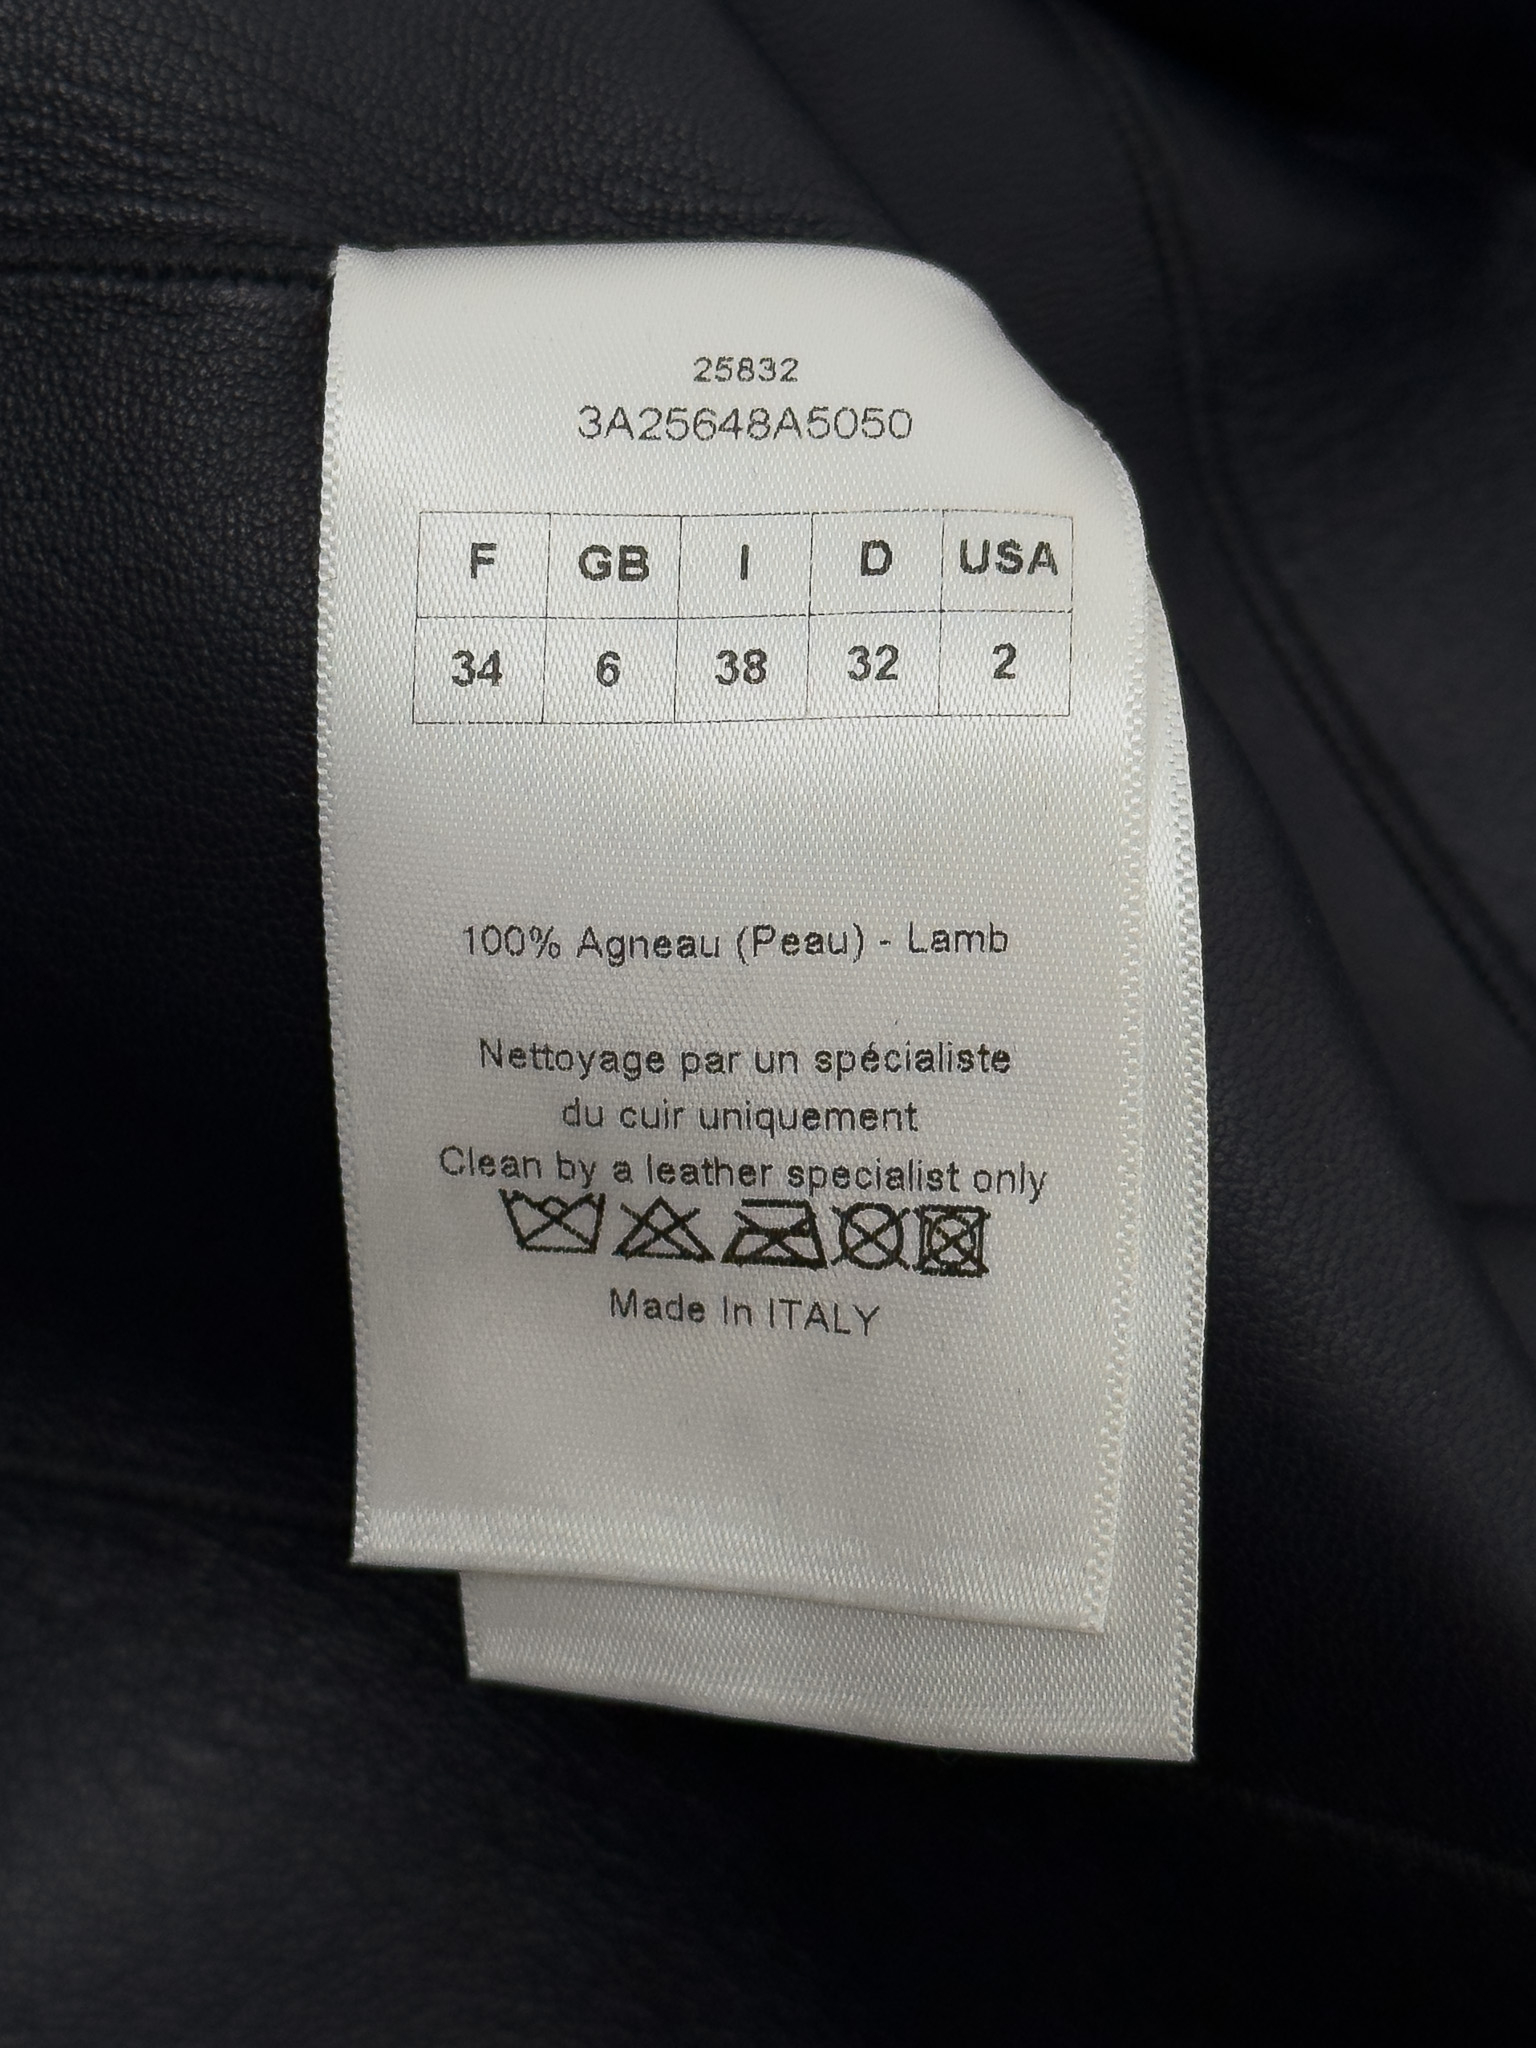 25832
3A25648A5050
F GB I D USA
34 6 38 32 2
100% Agneau (Peau) - Lamb
Nettoyage par un spécialiste
du cuir uniquement
Clean by a leather specialist only
Made In ITALY